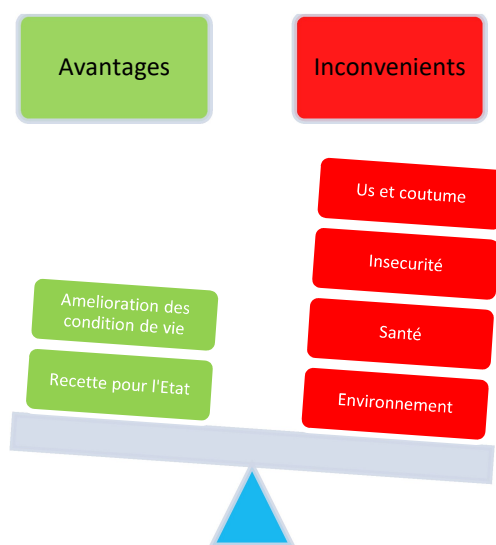 Avantages
Inconvenients
Us et coutume
Insecurité
Amelioration des
condition de vie
Santé
Recette pour l'Etat
Environnement